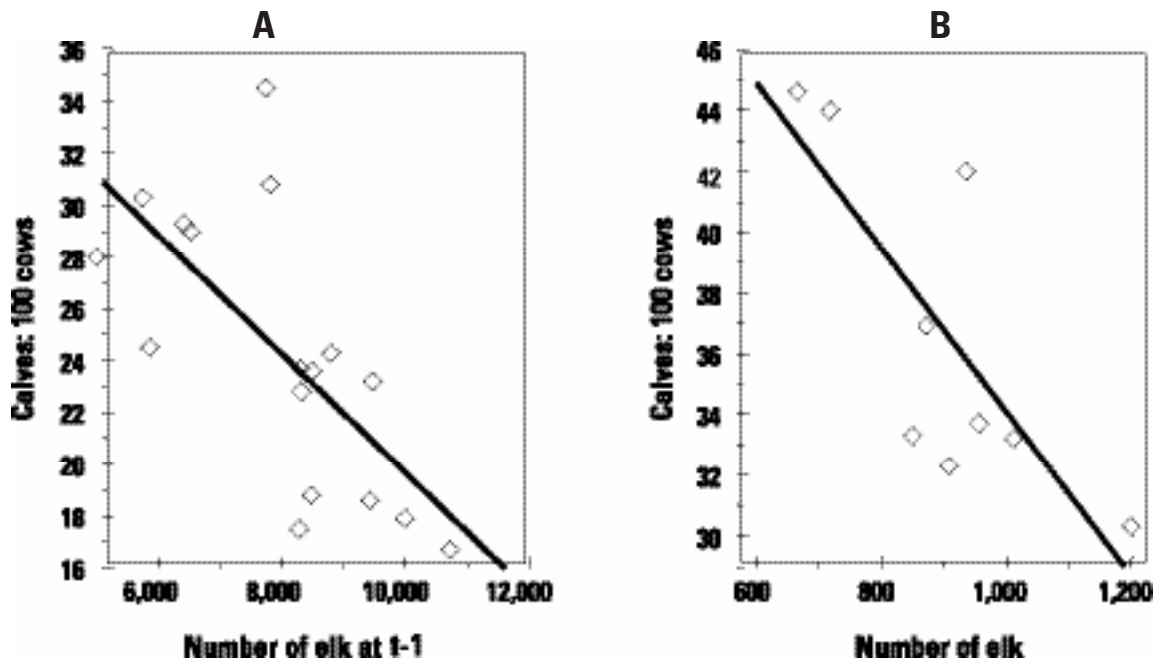 A
36
34
32
30
28
26
24
22
20
18
16
Calves: 100 cows
6,000 8,000 10,000 12,000
Number of elk at t-1
B
46
44
42
40
38
36
34
32
30
Calves: 100 cows
600 800 1,000 1,200
Number of elk